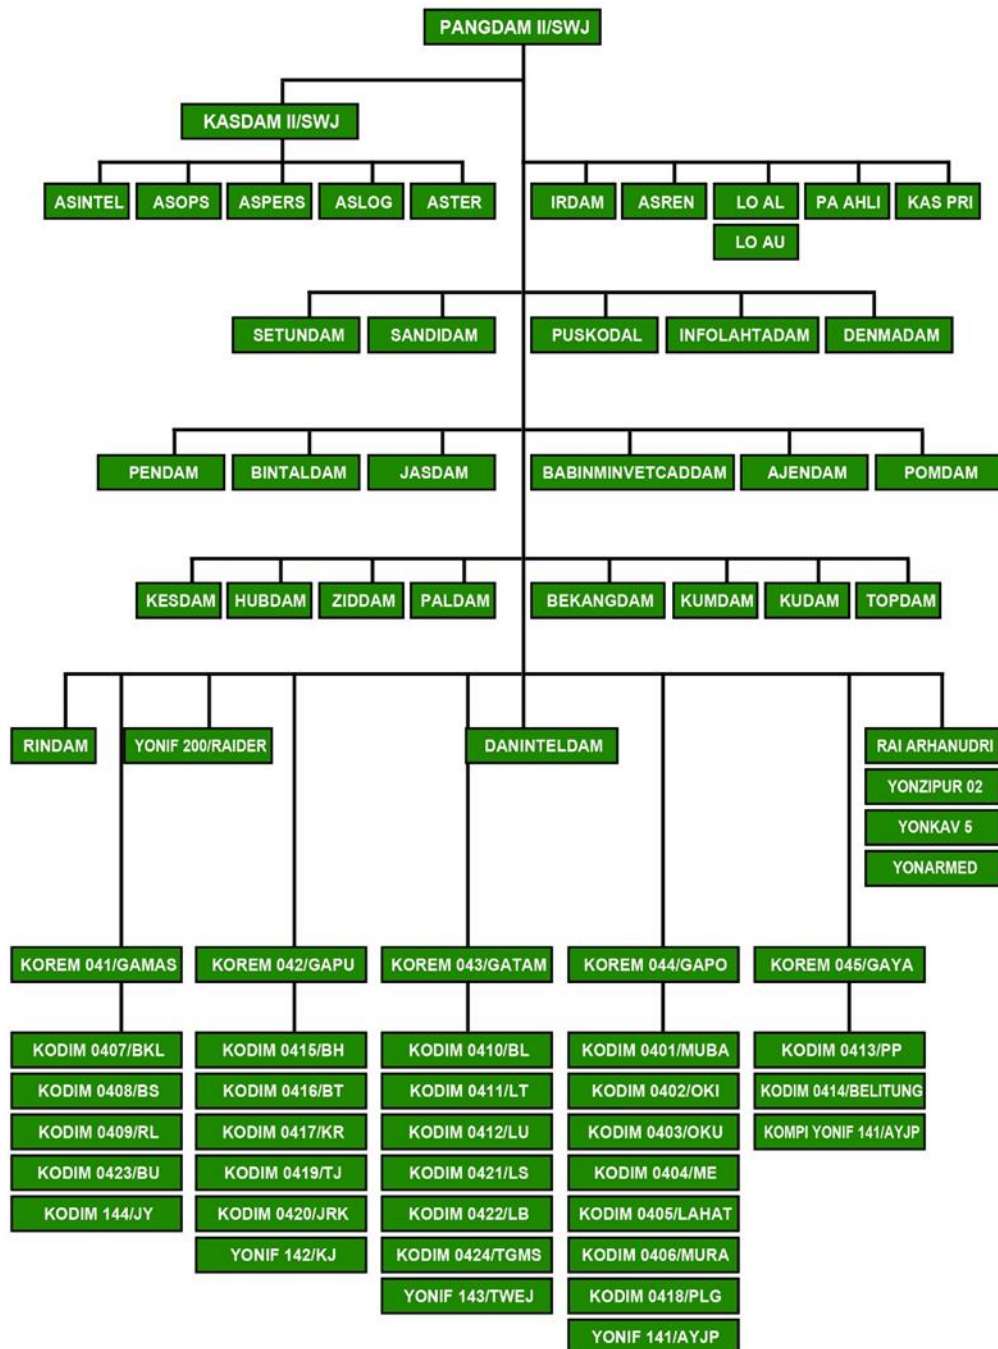 PANGDAM II/SWJ
KASDAM II/SWJ
ASINTEL
ASOPS
ASPERS
ASLOG
ASTER
IRDAM
ASREN
LO AL
PA AHLI
KAS PRI
LO AU
SETUNDAM
SANDIDAM
PUSKODAL
INFOLAHTADAM
DENMADAM
PENDAM
BINTALDAM
JASDAM
BABINMINVETCADDAM
AJENDAM
POMDAM
KESDAM
HUBDAM
ZIDDAM
PALDAM
BEKANGDAM
KUMDAM
KUDAM
TOPDAM
RINDAM
YONIF 200/RAIDER
DANINTELDAM
RAI ARHANUDRI
YONZIPUR 02
YONKAV 5
YONARMED
KOREM 041/GAMAS
KODIM 0407/BKL
KODIM 0408/BS
KODIM 0409/RL
KODIM 0423/BU
KODIM 144/JY
KOREM 042/GAPU
KODIM 0415/BH
KODIM 0416/BT
KODIM 0417/KR
KODIM 0419/TJ
KODIM 0420/JRK
YONIF 142/KJ
KOREM 043/GATAM
KODIM 0410/BL
KODIM 0411/LT
KODIM 0412/LU
KODIM 0421/LS
KODIM 0422/LB
KODIM 0424/TGMS
YONIF 143/TWEJ
KOREM 044/GAPO
KODIM 0401/MUBA
KODIM 0402/OKI
KODIM 0403/OKU
KODIM 0404/ME
KODIM 0405/LAHAT
KODIM 0406/MURA
KODIM 0418/PLG
YONIF 141/AYJP
KOREM 045/GAYA
KODIM 0413/PP
KODIM 0414/BELITUNG
KOMPI YONIF 141/AYJP